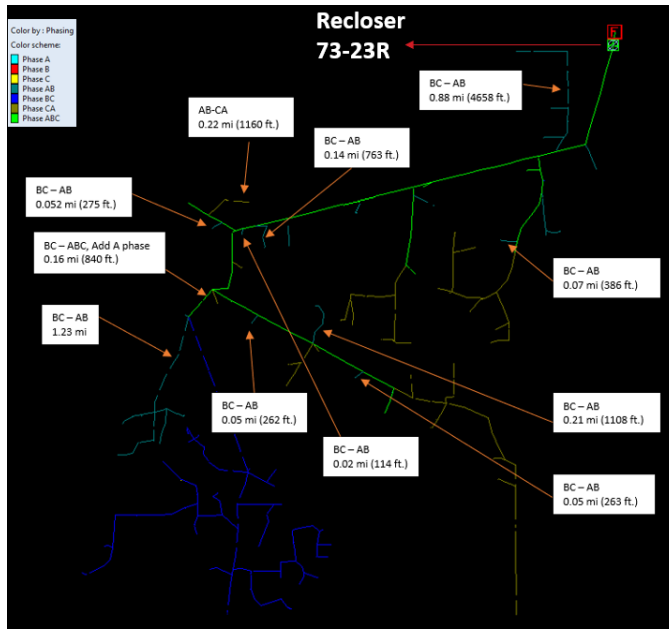 Color by : Phasing
Color scheme:
Phase A
Phase B
Phase C
Phase AB
Phase BC
Phase CA
Phase ABC
Recloser
73-23R
BC – AB
0.88 mi (4658 ft.)
AB-CA
0.22 mi (1160 ft.)
BC – AB
0.14 mi (763 ft.)
BC – AB
0.052 mi (275 ft.)
BC – ABC, Add A phase
0.16 mi (840 ft.)
BC – AB
0.07 mi (386 ft.)
BC – AB
1.23 mi
BC – AB
0.05 mi (262 ft.)
BC – AB
0.21 mi (1108 ft.)
BC – AB
0.02 mi (114 ft.)
BC – AB
0.05 mi (263 ft.)